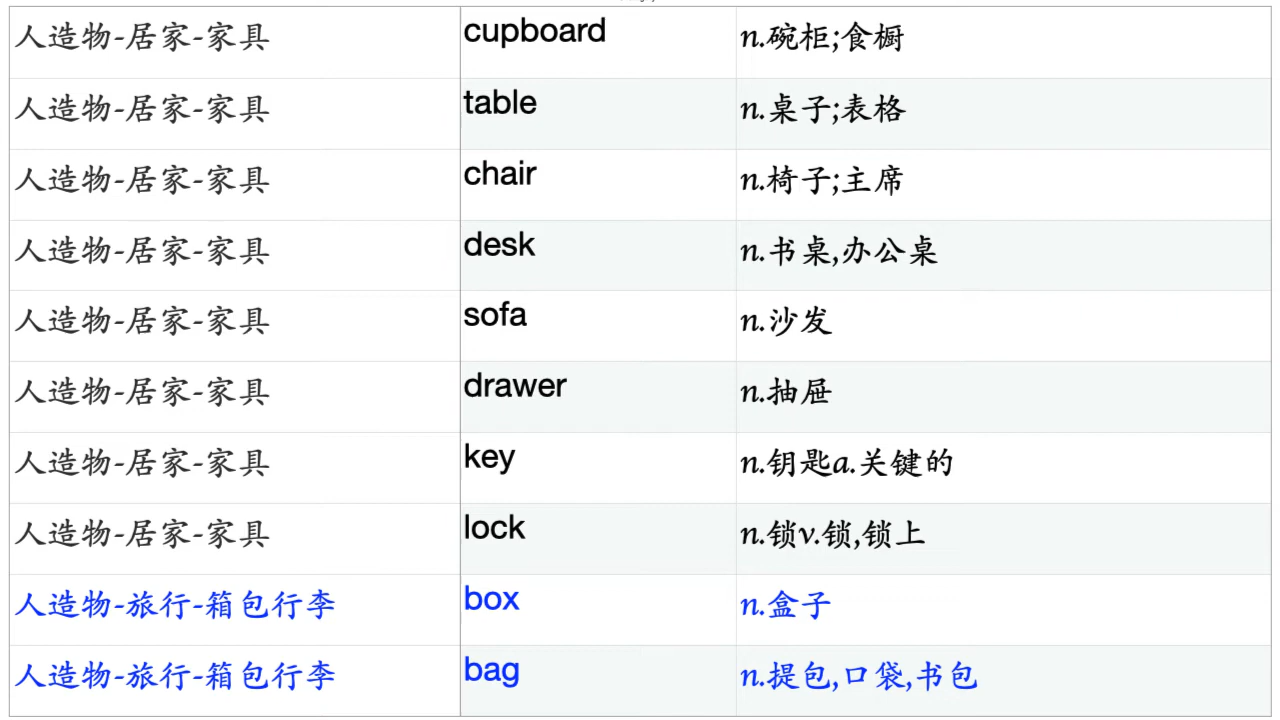 人造物-居家-家具 cupboard n.碗柜;食橱
人造物-居家-家具 table n.桌子;表格
人造物-居家-家具 chair n.椅子;主席
人造物-居家-家具 desk n.书桌,办公桌
人造物-居家-家具 sofa n.沙发
人造物-居家-家具 drawer n.抽屉
人造物-居家-家具 key n.钥匙a.关键的
人造物-居家-家具 lock n.锁v.锁,锁上
人造物-旅行-箱包行李 box n.盒子
人造物-旅行-箱包行李 bag n.提包,口袋,书包